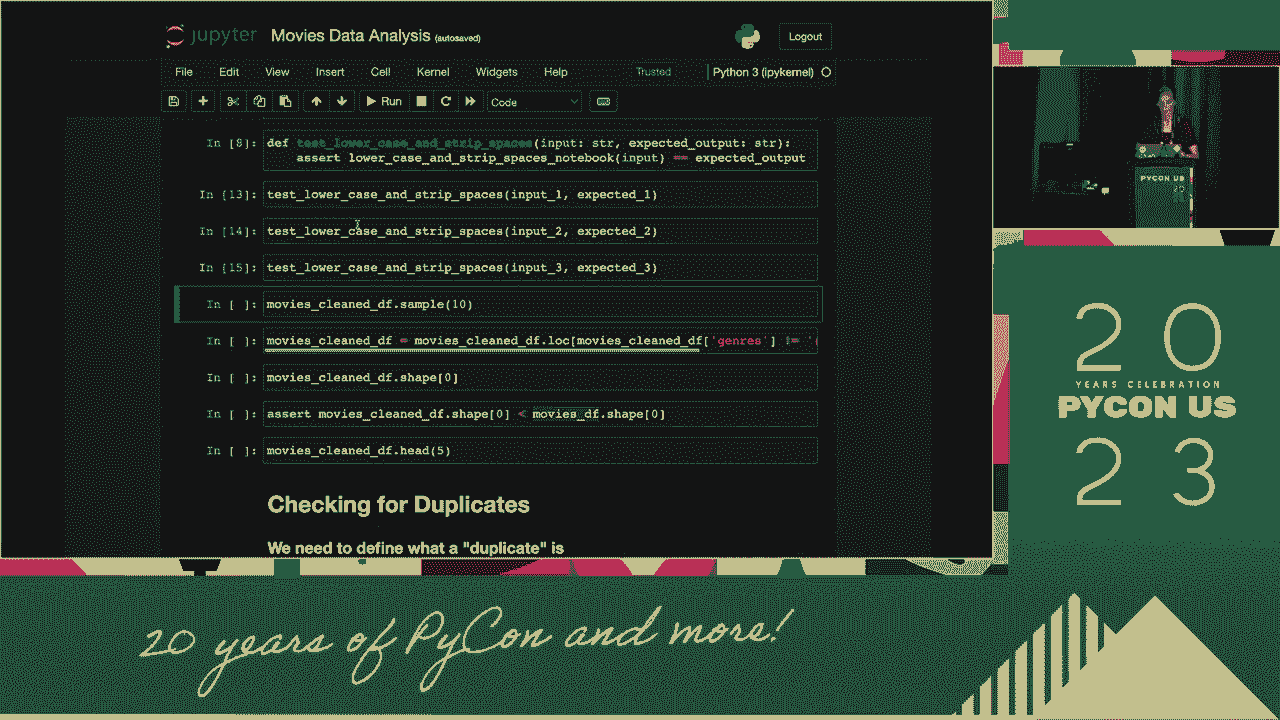 jupyter Movies Data Analysis (autosaved) Logout
File Edit View Insert Cell Kernel Widgets Help Trusted Python 3 (ipykernel)
Run Code
In [8]: def test_lower_case_and_strip_spaces(input: str, expected_output: str):
assert lower_case_and_strip_spaces_notebook(input) == expected_output
In [13]: test_lower_case_and_strip_spaces(input_1, expected_1)
In [14]: test_lower_case_and_strip_spaces(input_2, expected_2)
In [15]: test_lower_case_and_strip_spaces(input_3, expected_3)
In [ ]: movies_cleaned_df.sample(10)
In [ ]: movies_cleaned_df = movies_cleaned_df.loc[movies_cleaned_df['genres'] != '(
In [ ]: movies_cleaned_df.shape[0]
In [ ]: assert movies_cleaned_df.shape[0] < movies_df.shape[0]
In [ ]: movies_cleaned_df.head(5)
Checking for Duplicates
We need to define what a "duplicate" is
PYCON US
20
YEARS CELEBRATION
PYCON US
23
20 years of PyCon and more!